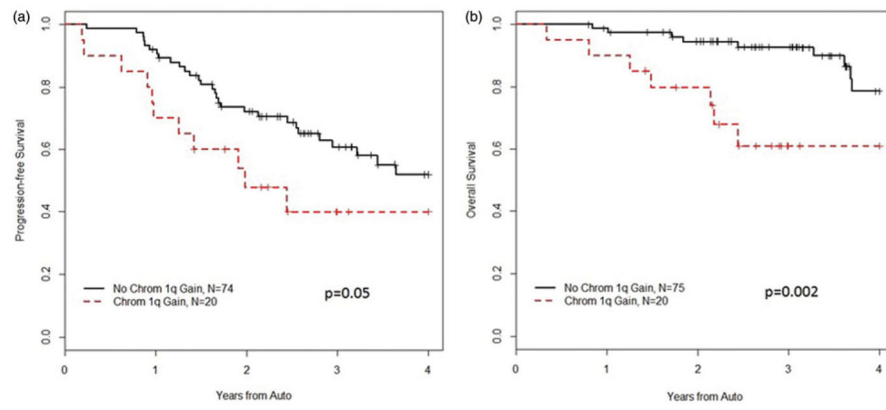 (a)
Progression-free Survival
1.0
0.8
0.6
0.4
0.2
0.0
No Chrom 1q Gain, N=74
Chrom 1q Gain, N=20
p=0.05
0 1 2 3 4
Years from Auto
(b)
Overall Survival
1.0
0.8
0.6
0.4
0.2
0.0
No Chrom 1q Gain, N=75
Chrom 1q Gain, N=20
p=0.002
0 1 2 3 4
Years from Auto